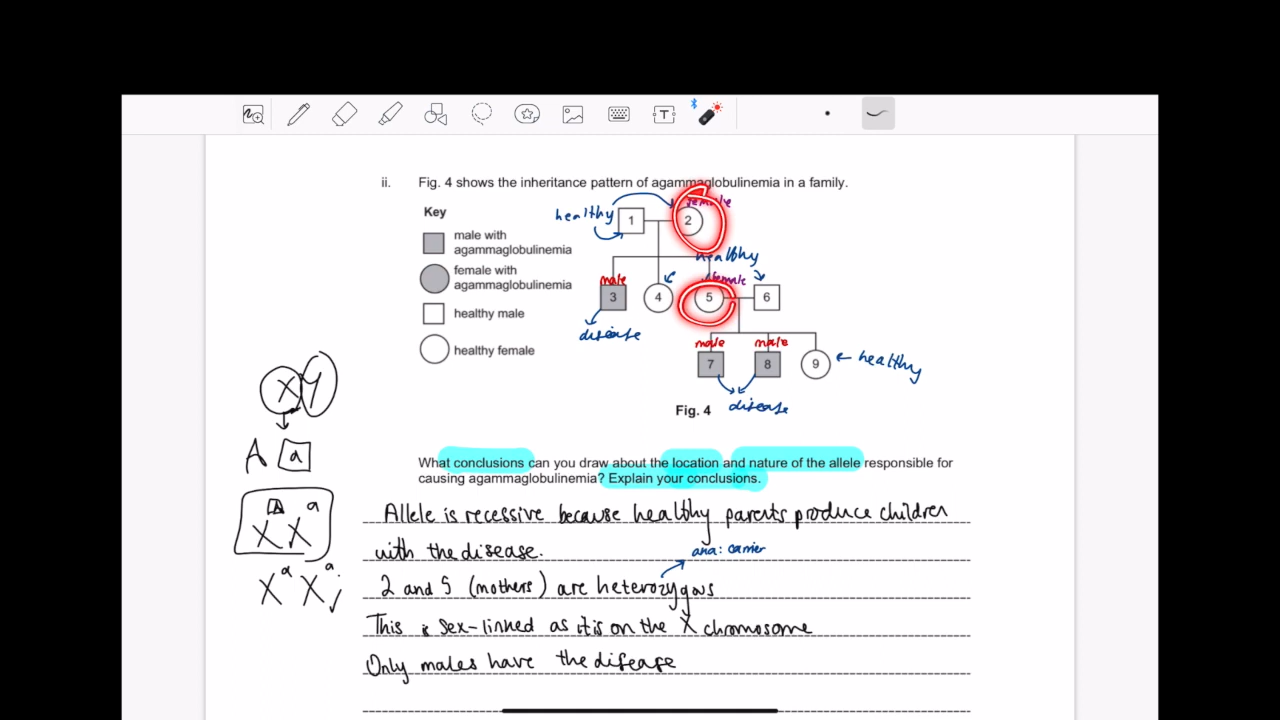 ii. Fig. 4 shows the inheritance pattern of agammaglobulinemia in a family.
Key
male with
agammaglobulinemia
female with
agammaglobulinemia
healthy male
healthy female
healthy
1
2
female
healthy
male
3
4
female
5
6
disease
male
male
7
8
9
healthy
disease
Fig. 4
X Y
A a
X A X a
X a X a
What conclusions can you draw about the location and nature of the allele responsible for
causing agammaglobulinemia? Explain your conclusions.
Allele is recessive because healthy parents produce children
with the disease.
aka: carrier
2 and 5 (mothers) are heterozygous
This is sex-linked as it is on the X chromosome
Only males have the disease